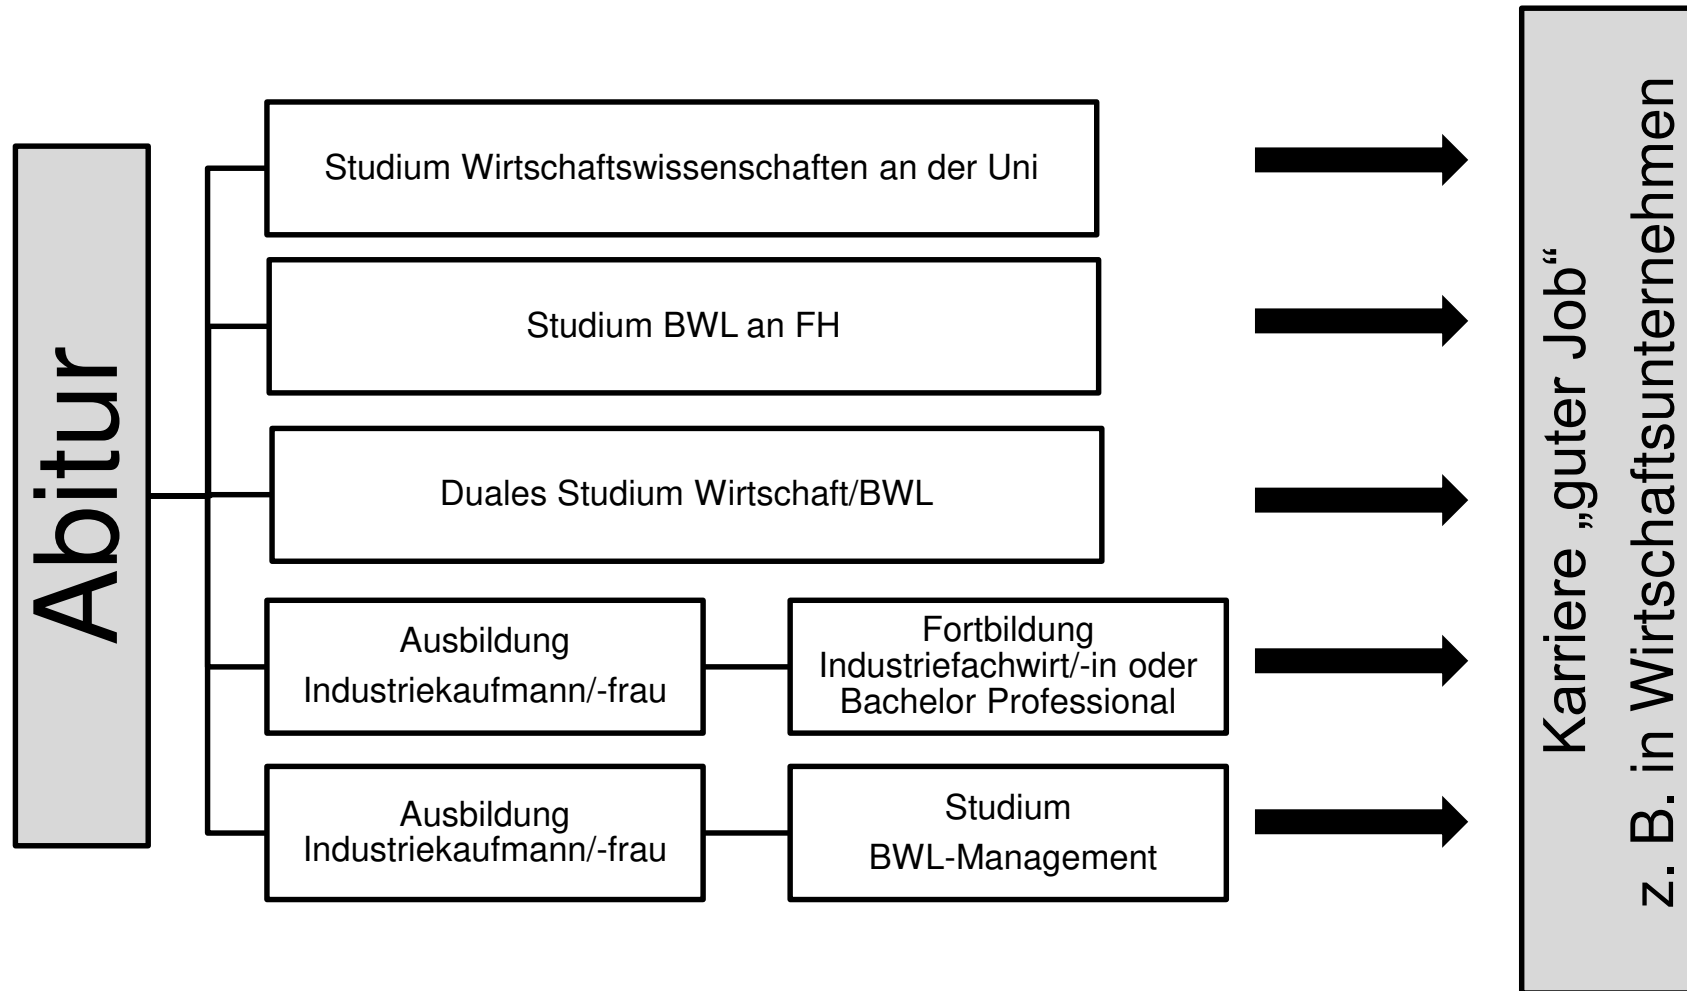 Abitur
Studium Wirtschaftswissenschaften an der Uni
Studium BWL an FH
Duales Studium Wirtschaft/BWL
Ausbildung
Industriekaufmann/-frau
Fortbildung
Industriefachwirt/-in oder
Bachelor Professional
Ausbildung
Industriekaufmann/-frau
Studium
BWL-Management
Karriere „guter Job“
z. B. in Wirtschaftsunternehmen